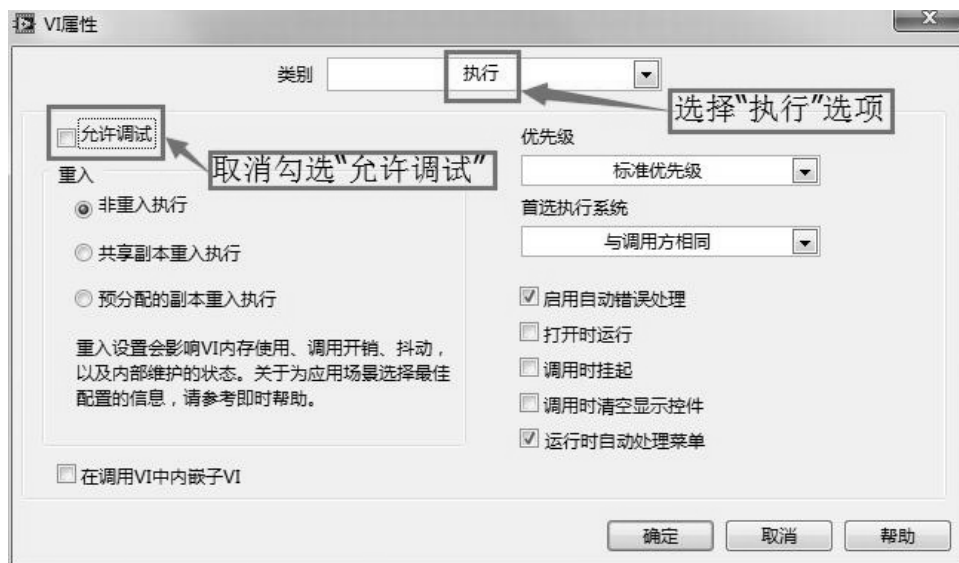 VI属性
类别
执行
选择“执行”选项
允许调试
取消勾选“允许调试”
重入
非重入执行
共享副本重入执行
预分配的副本重入执行
重入设置会影响VI内存使用、调用开销、抖动，
以及内部维护的状态。关于为应用场景选择最佳
配置的信息，请参考即时帮助。
在调用VI中内嵌子VI
优先级
标准优先级
首选执行系统
与调用方相同
启用自动错误处理
打开时运行
调用时挂起
调用时清空显示控件
运行时自动处理菜单
确定
取消
帮助